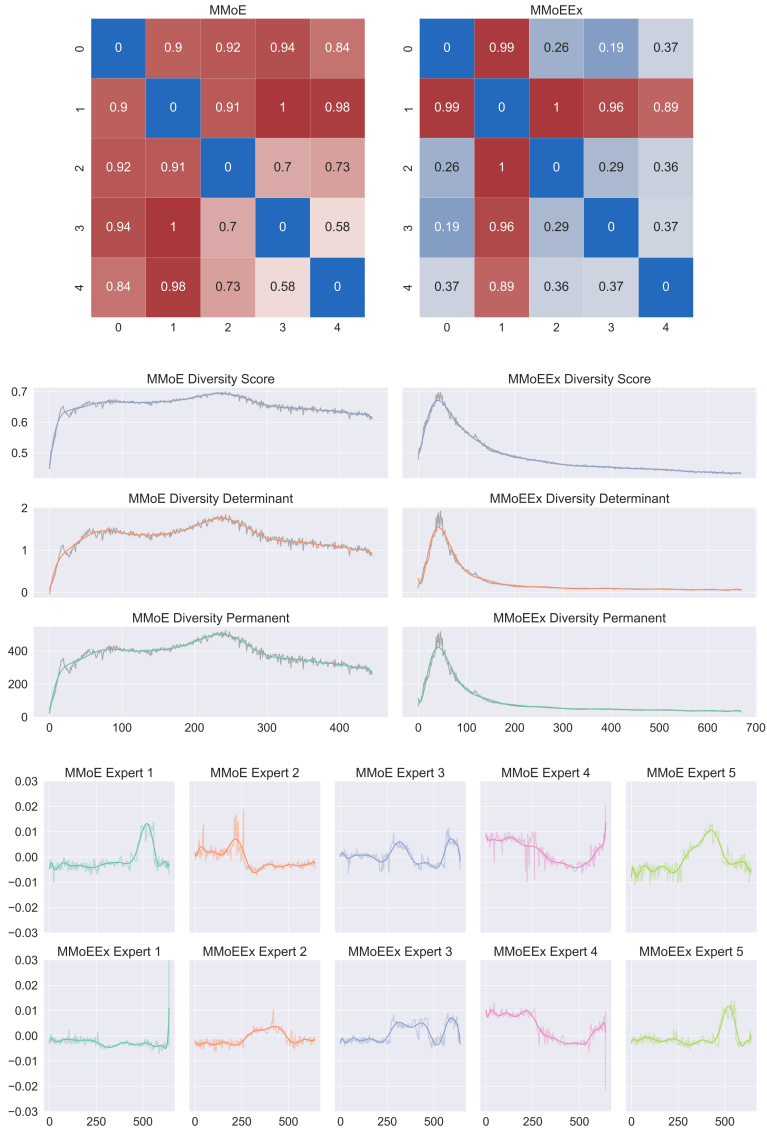 MMoE MMoEEx
0 0 0.9 0.92 0.94 0.84 0 0 0.99 0.26 0.19 0.37
1 0.9 0 0.91 1 0.98 1 0.99 0 1 0.96 0.89
2 0.92 0.91 0 0.7 0.73 2 0.26 1 0 0.29 0.36
3 0.94 1 0.7 0 0.58 3 0.19 0.96 0.29 0 0.37
4 0.84 0.98 0.73 0.58 0 4 0.37 0.89 0.36 0.37 0
0 1 2 3 4 0 1 2 3 4
MMoE Diversity Score MMoEEx Diversity Score
0.7
0.6
0.5
MMoE Diversity Determinant MMoEEx Diversity Determinant
2
1
0
MMoE Diversity Permanent MMoEEx Diversity Permanent
400
200
0
0 100 200 300 400 0 100 200 300 400 500 600 700
MMoE Expert 1 MMoE Expert 2 MMoE Expert 3 MMoE Expert 4 MMoE Expert 5
0.03
0.02
0.01
0.00
−0.01
−0.02
−0.03
0 250 0 250 0 250 0 250 0 250
MMoEEx Expert 1 MMoEEx Expert 2 MMoEEx Expert 3 MMoEEx Expert 4 MMoEEx Expert 5
0.03
0.02
0.01
0.00
−0.01
−0.02
−0.03
0 500 0 500 0 500 0 500 0 500